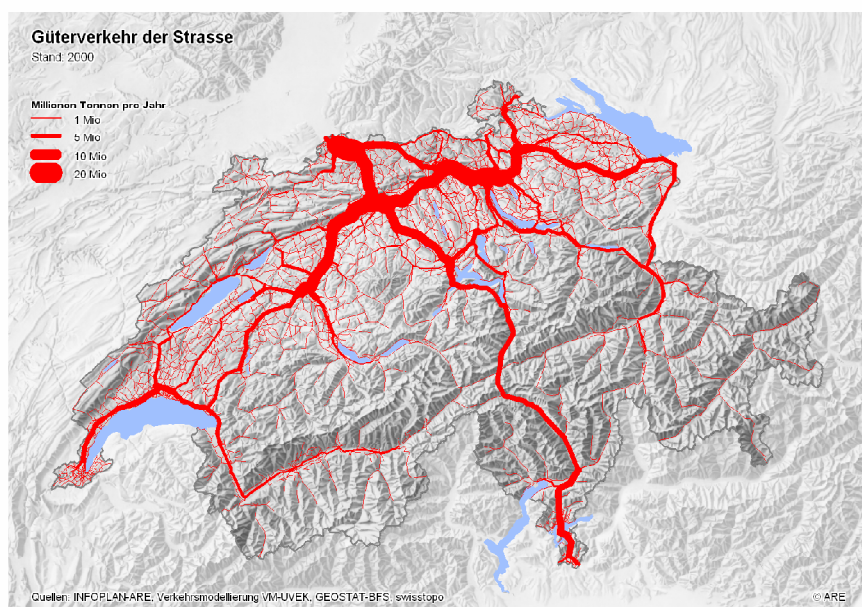 Güterverkehr der Strasse
Stand: 2000
Millionen Tonnen pro Jahr
1 Mio
5 Mio
10 Mio
20 Mio
Quellen: INFOPLAN-ARE, Verkehrsmodellierung VM-UVEK, GEOSTAT-BFS, swisstopo
© ARE